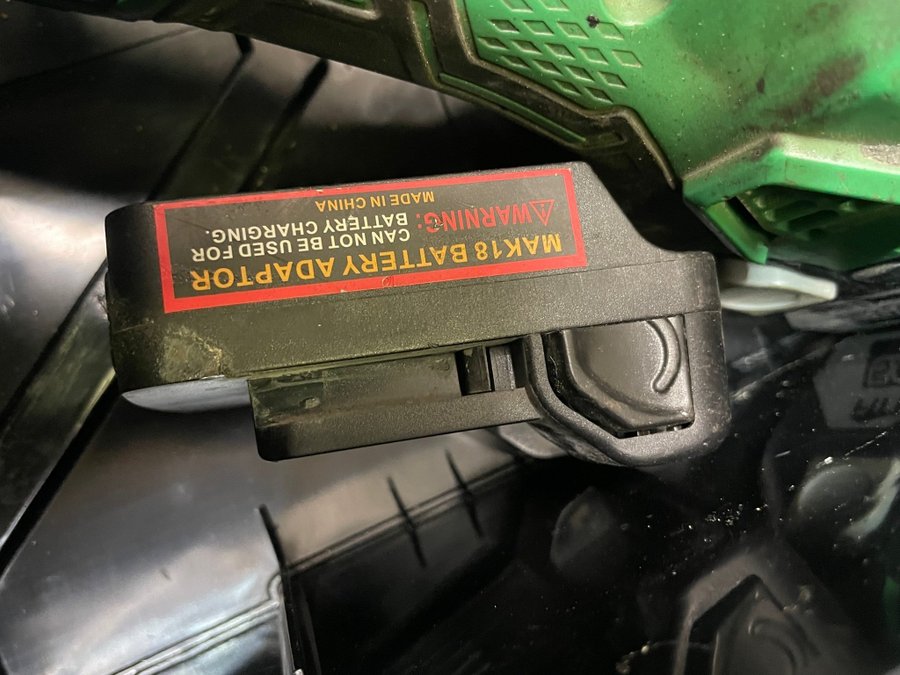 MAK18 BATTERY ADAPTOR
⚠WARNING: CAN NOT BE USED FOR
BATTERY CHARGING.
MADE IN CHINA